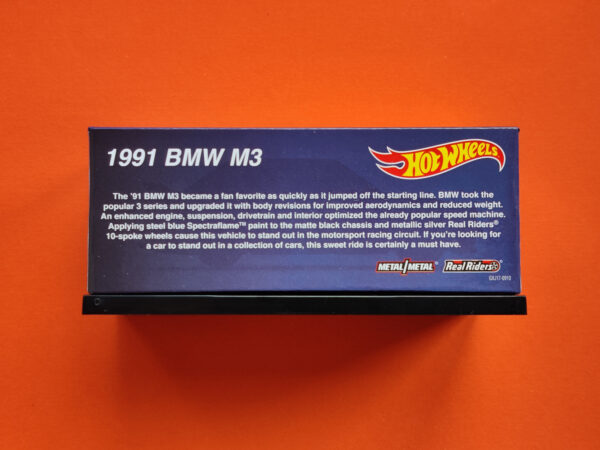 1991 BMW M3
HOT WHEELS
The '91 BMW M3 became a fan favorite as quickly as it jumped off the starting line. BMW took the
popular 3 series and upgraded it with body revisions for improved aerodynamics and reduced weight.
An enhanced engine, suspension, drivetrain and interior optimized the already popular speed machine.
Applying steel blue Spectraflame™ paint to the matte black chassis and metallic silver Real Riders®
10-spoke wheels cause this vehicle to stand out in the motorsport racing circuit. If you're looking for
a car to stand out in a collection of cars, this sweet ride is certainly a must have.
METAL/METAL® Real Riders®